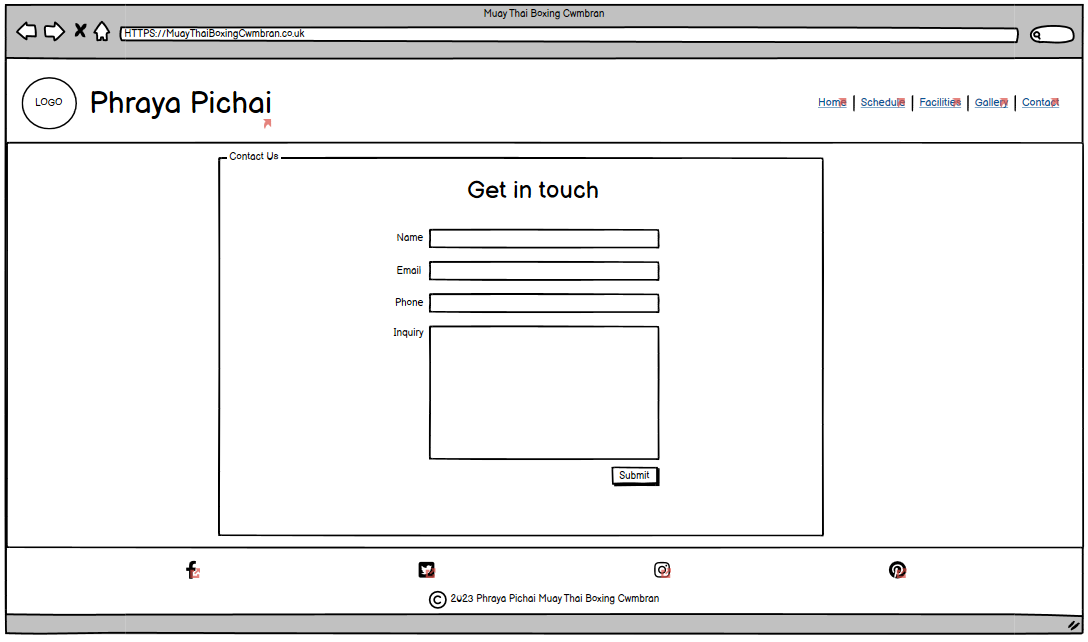 Muay Thai Boxing Cwmbran
HTTPS://MuayThaiBoxingCwmbran.co.uk
LOGO
Phraya Pichai
Home | Schedule | Facilities | Gallery | Contact
Contact Us
Get in touch
Name
Email
Phone
Inquiry
Submit
© 2023 Phraya Pichai Muay Thai Boxing Cwmbran